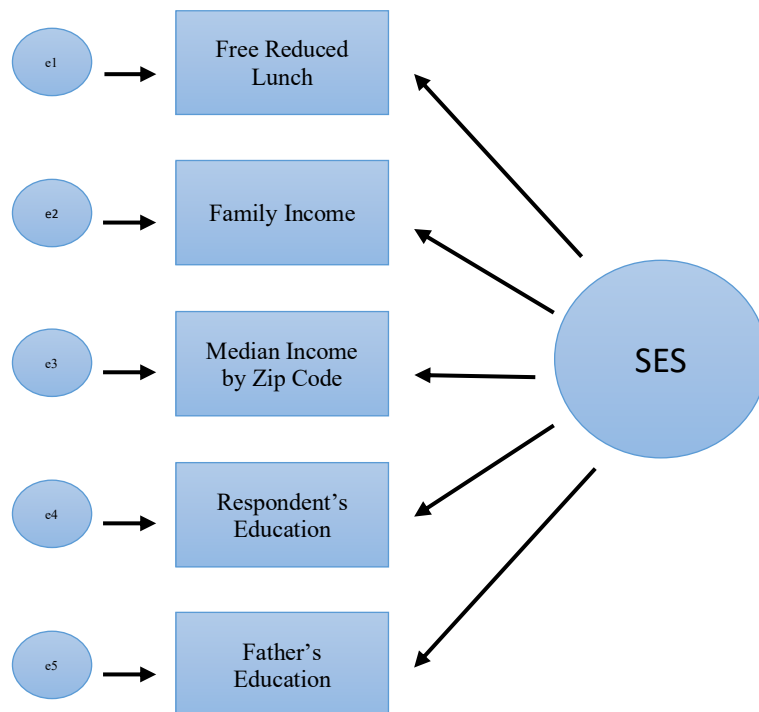 e1
Free Reduced
Lunch
e2
Family Income
e3
Median Income
by Zip Code
SES
e4
Respondent’s
Education
e5
Father’s
Education